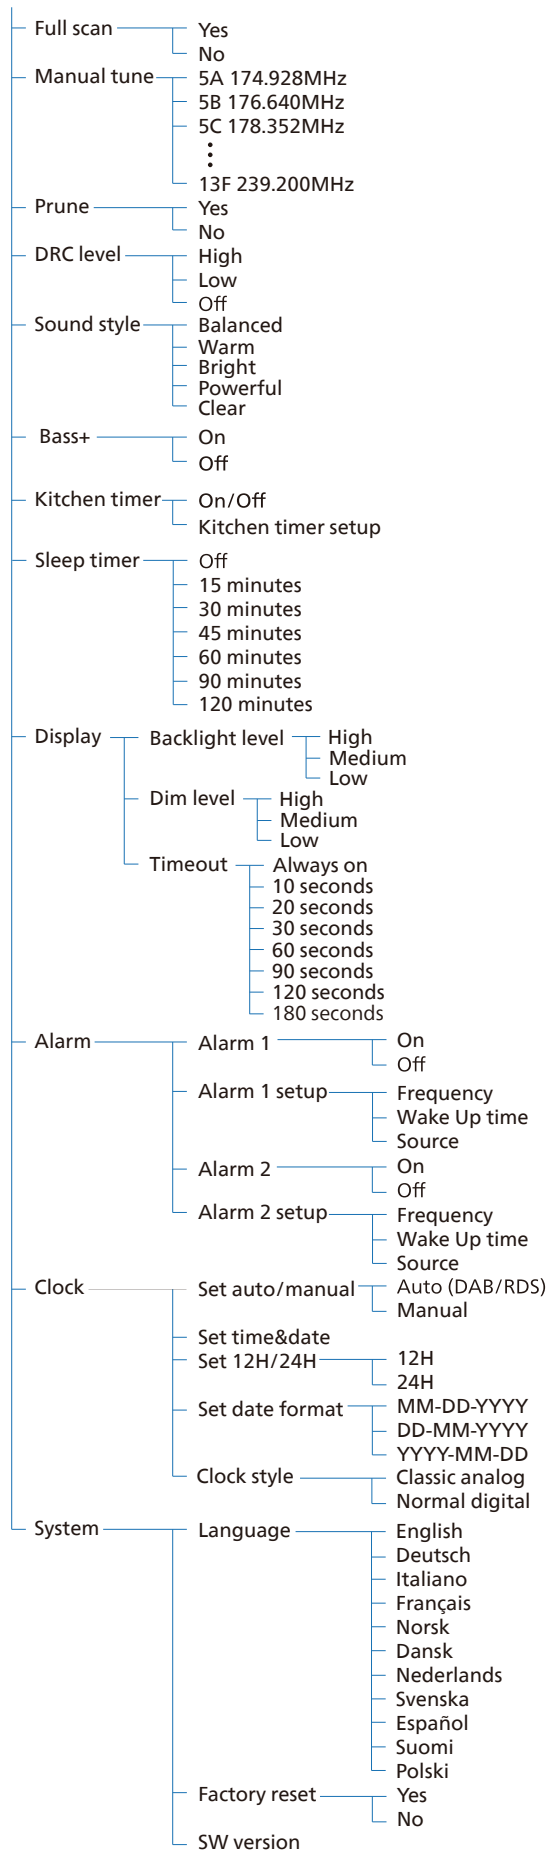 Full scan Yes
No
Manual tune 5A 174.928MHz
5B 176.640MHz
5C 178.352MHz
⋮
13F 239.200MHz
Prune Yes
No
DRC level High
Low
Off
Sound style Balanced
Warm
Bright
Powerful
Clear
Bass+ On
Off
Kitchen timer On/Off
Kitchen timer setup
Sleep timer Off
15 minutes
30 minutes
45 minutes
60 minutes
90 minutes
120 minutes
Display Backlight level High
Medium
Low
Dim level High
Medium
Low
Timeout Always on
10 seconds
20 seconds
30 seconds
60 seconds
90 seconds
120 seconds
180 seconds
Alarm Alarm 1 On
Off
Alarm 1 setup Frequency
Wake Up time
Source
Alarm 2 On
Off
Alarm 2 setup Frequency
Wake Up time
Source
Clock Set auto/manual Auto (DAB/RDS)
Manual
Set time&date
Set 12H/24H 12H
24H
Set date format MM-DD-YYYY
DD-MM-YYYY
YYYY-MM-DD
Clock style Classic analog
Normal digital
System Language English
Deutsch
Italiano
Français
Norsk
Dansk
Nederlands
Svenska
Español
Suomi
Polski
Factory reset Yes
No
SW version